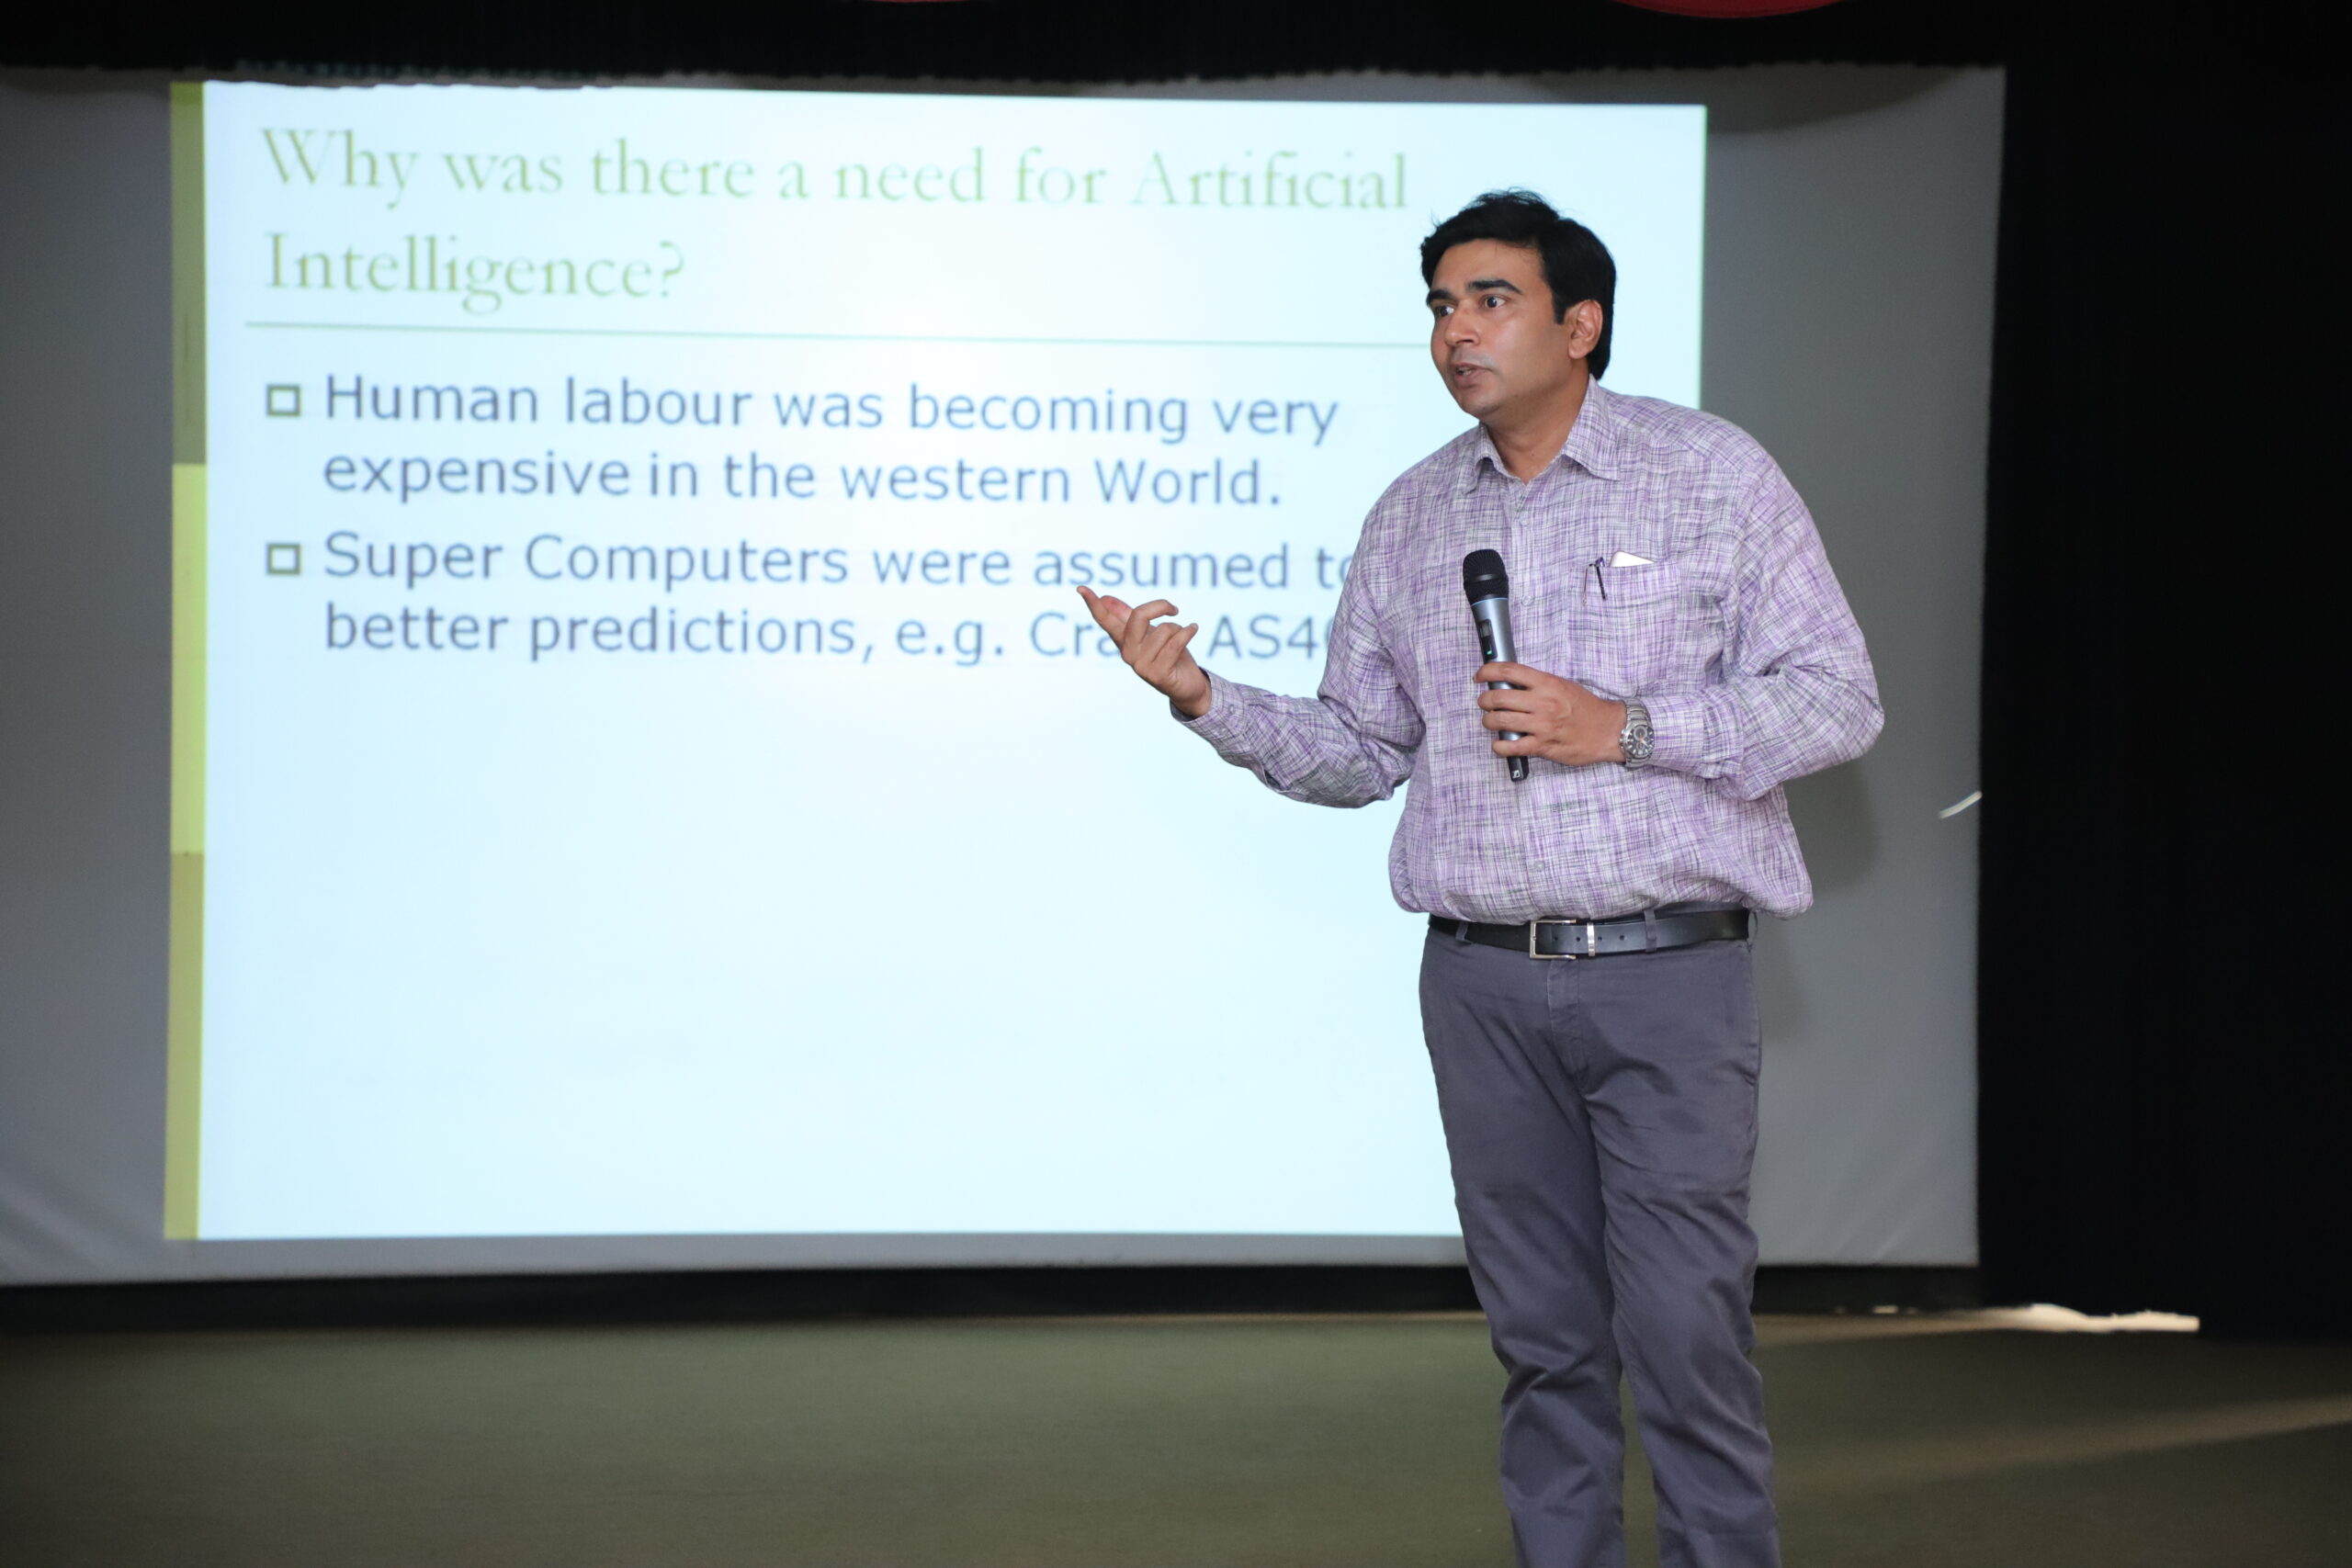 Why was there a need for Artificial
Intelligence?
Human labour was becoming very
expensive in the western World.
Super Computers were assumed
better predictions, e.g.